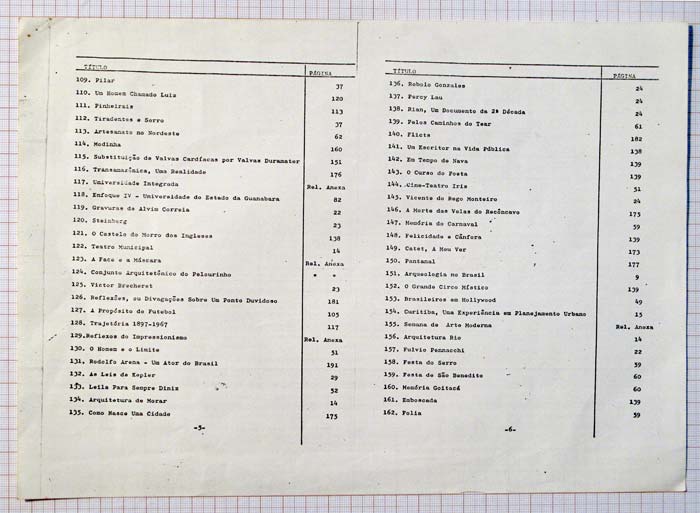 TÍTULO PÁGINA
109. Pilar 37
110. Um Homem Chamado Luiz 120
111. Pinheirais 113
112. Tiradentes e Serro 37
113. Artesanato no Nordeste 62
114. Modinha 160
115. Substituição de Valvas Cardíacas por Valvas Duramater 151
116. Transamazônica, Uma Realidade 176
117. Universidade Integrada Rel. Anexa
118. Enfoque IV - Universidade do Estado da Guanabara 82
119. Gravuras de Alvim Correia 22
120. Steinberg 23
121. O Castelo do Morro dos Ingleses 138
122. Teatro Municipal 14
123. A Face e a Máscara Rel. Anexa
124. Conjunto Arquitetônico do Pelourinho " "
125. Victor Brecheret 23
126. Reflexões, ou Divagações Sobre Um Ponto Duvidoso 181
127. A Propósito de Futebol 105
128. Trajetória 1897-1967 117
129. Reflexos do Impressionismo Rel. Anexa
130. O Homem e o Limite 51
131. Rodolfo Arena - Um Ator do Brasil 191
132. As Leis de Kepler 29
133. Leila Para Sempre Diniz 52
134. Arquitetura de Morar 14
135. Como Nasce Uma Cidade 175
-5-
TÍTULO PÁGINA
136. Rebolo Gonzales 24
137. Percy Lau 24
138. Rian, Um Documento da 2ª Década 24
139. Pelos Caminhos do Tear 61
140. Flicts 182
141. Um Escritor na Vida Pública 138
142. Em Tempo de Nava 139
143. O Curso do Poeta 139
144. Cine-Teatro Iris 51
145. Vicente do Rego Monteiro 24
146. A Morte das Velas do Recôncavo 175
147. Memória do Carnaval 59
148. Felicidade e Cânfora 139
149. Catet, A Meu Ver 173
150. Pantanal 177
151. Arqueologia no Brasil 9
152. O Grande Circo Místico 139
153. Brasileiros em Hollywood 49
154. Curitiba, Uma Experiência em Planejamento Urbano 15
155. Semana de Arte Moderna Rel. Anexa
156. Arquitetura Rio 14
157. Fulvio Pennacchi 22
158. Festa do Serro 59
159. Festa de São Benedito 60
160. Memória Goitacá 60
161. Emboscada 139
162. Folia 59
-6-